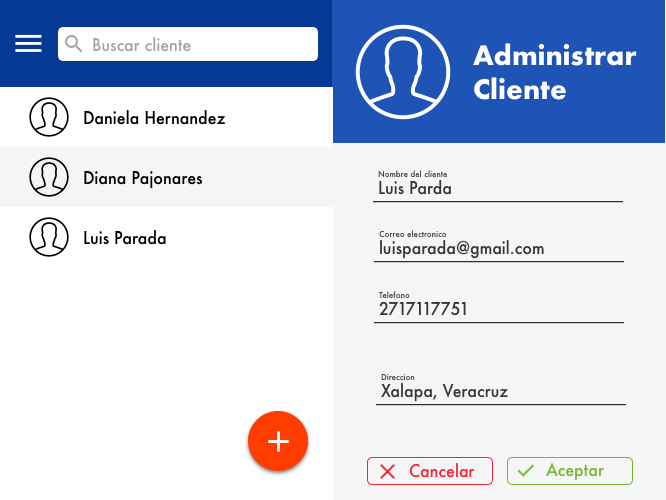 Buscar cliente
Daniela Hernandez
Diana Pajonares
Luis Parada
Administrar
Cliente
Nombre del cliente
Luis Parda
Correo electronico
luisparada@gmail.com
Telefono
2717117751
Direccion
Xalapa, Veracruz
Cancelar
Aceptar